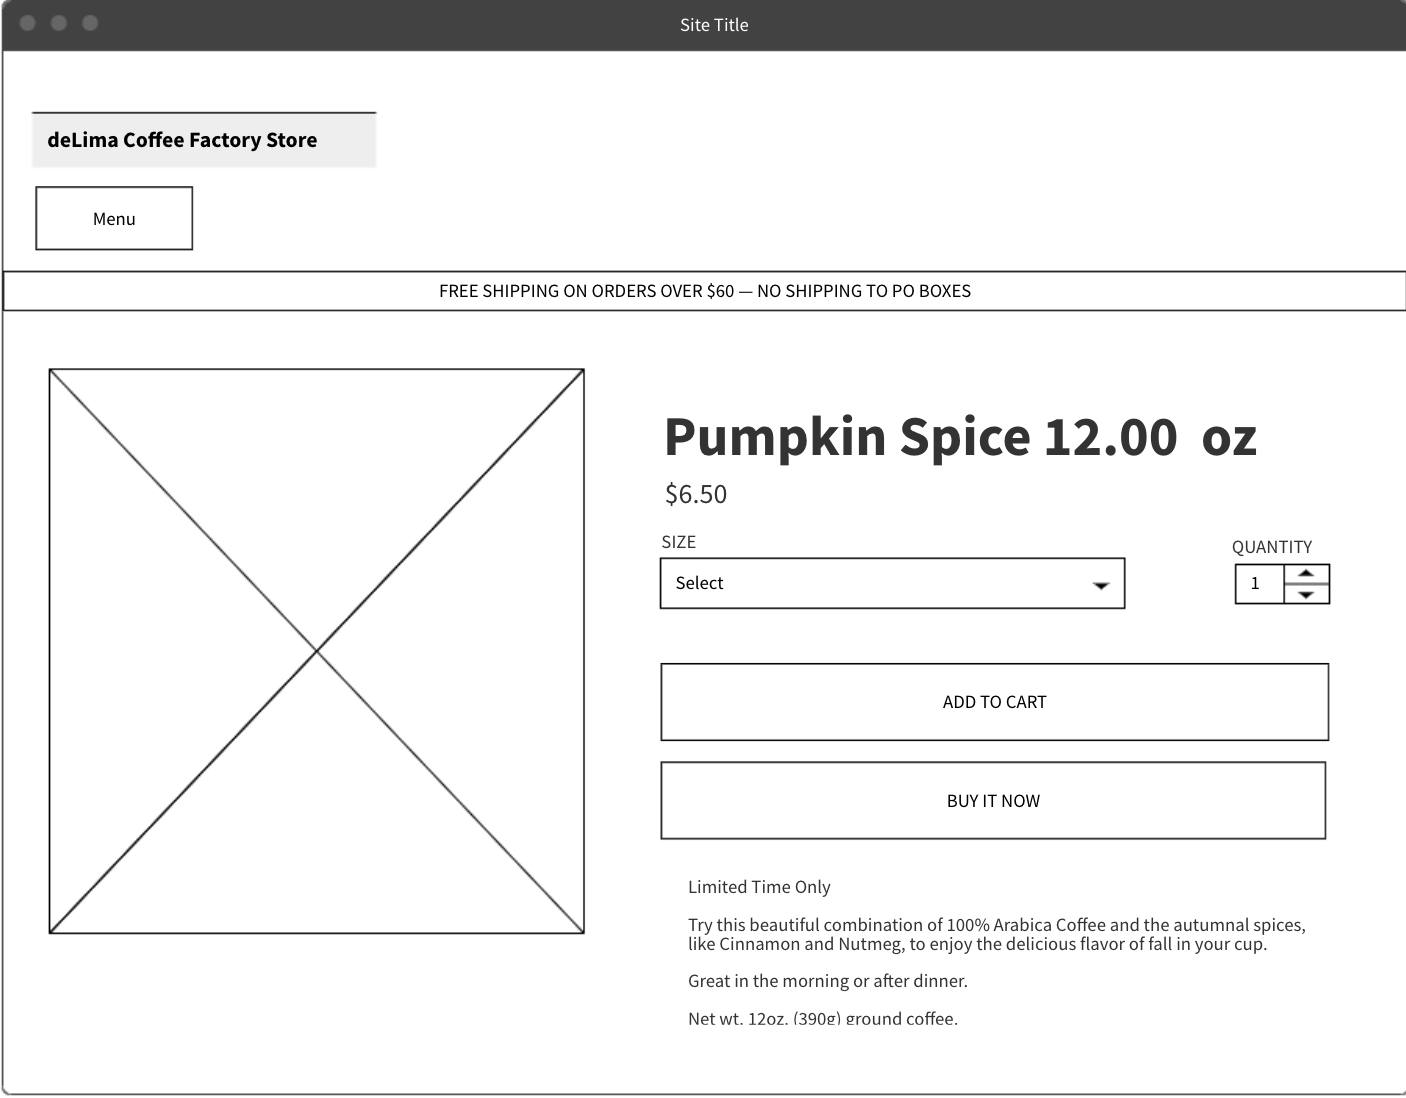 Site Title
deLima Coffee Factory Store
Menu
FREE SHIPPING ON ORDERS OVER $60 — NO SHIPPING TO PO BOXES
Pumpkin Spice 12.00  oz
$6.50
SIZE
QUANTITY
Select
1
ADD TO CART
BUY IT NOW
Limited Time Only
Try this beautiful combination of 100% Arabica Coffee and the autumnal spices,
like Cinnamon and Nutmeg, to enjoy the delicious flavor of fall in your cup.
Great in the morning or after dinner.
Net wt. 12oz. (390g) ground coffee.